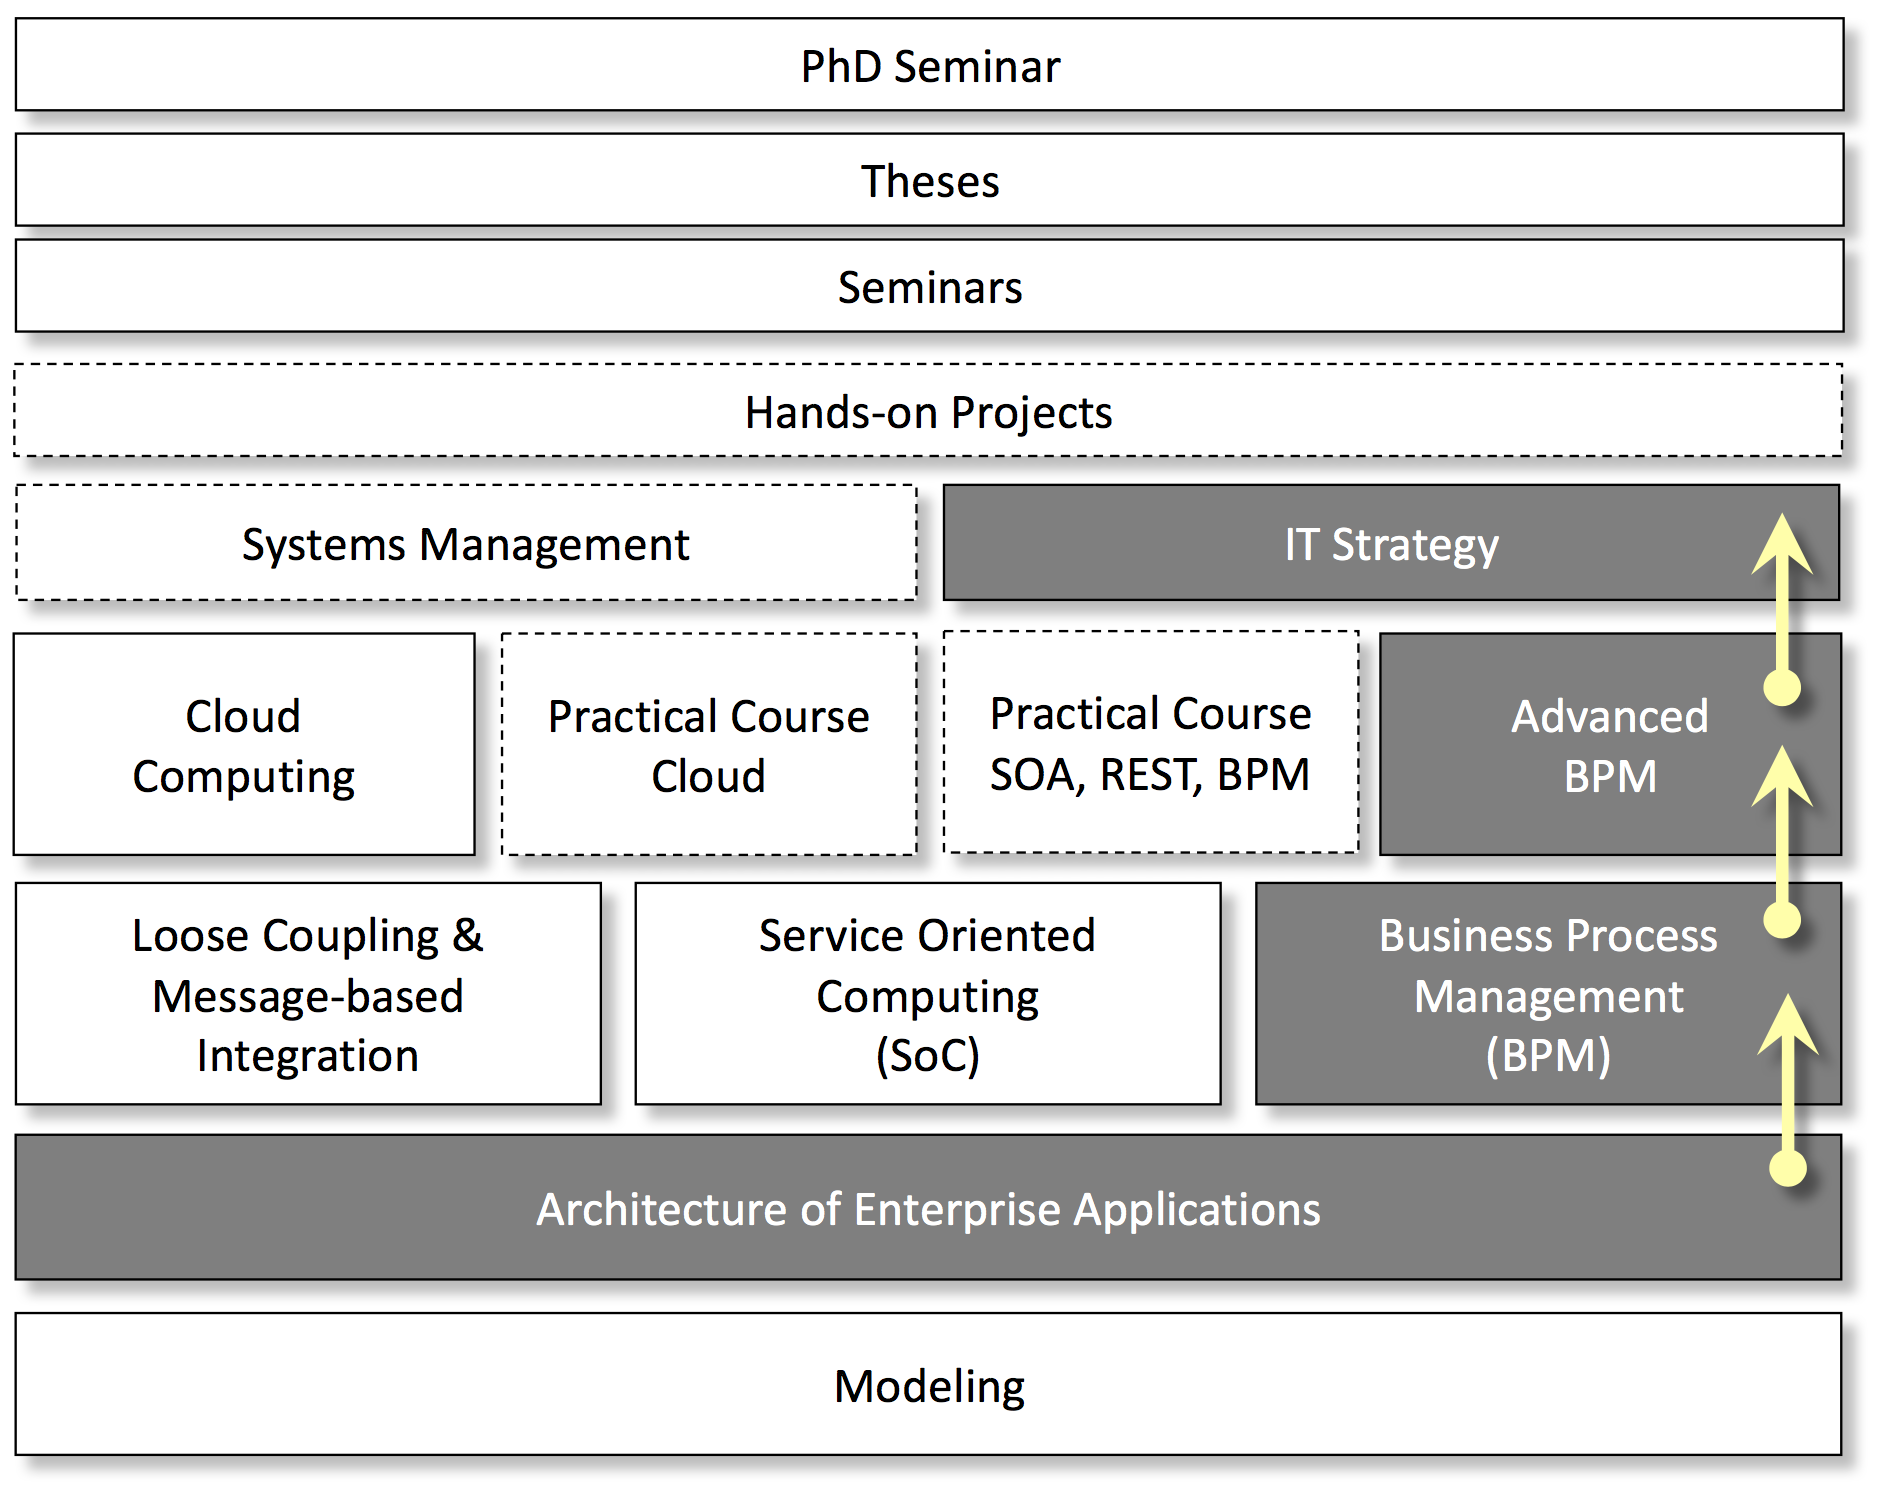 PhD Seminar
Theses
Seminars
Hands-on Projects
Systems Management
IT Strategy
Cloud
Computing
Practical Course
Cloud
Practical Course
SOA, REST, BPM
Advanced
BPM
Loose Coupling &
Message-based
Integration
Service Oriented
Computing
(SoC)
Business Process
Management
(BPM)
Architecture of Enterprise Applications
Modeling